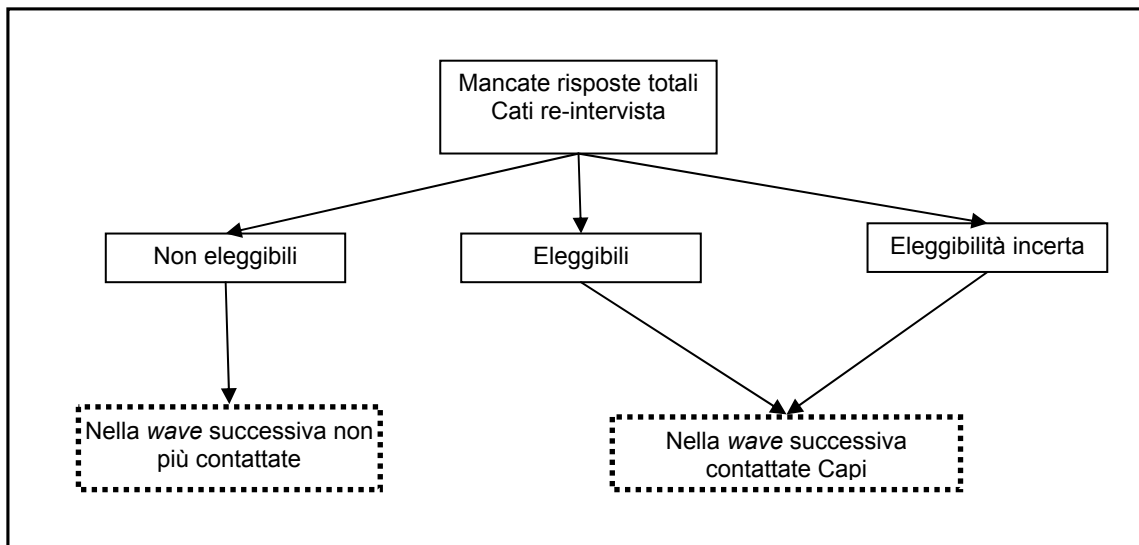 Mancate risposte totali
Cati re-intervista
Non eleggibili
Eleggibili
Eleggibilità incerta
Nella wave successiva non
più contattate
Nella wave successiva
contattate Capi